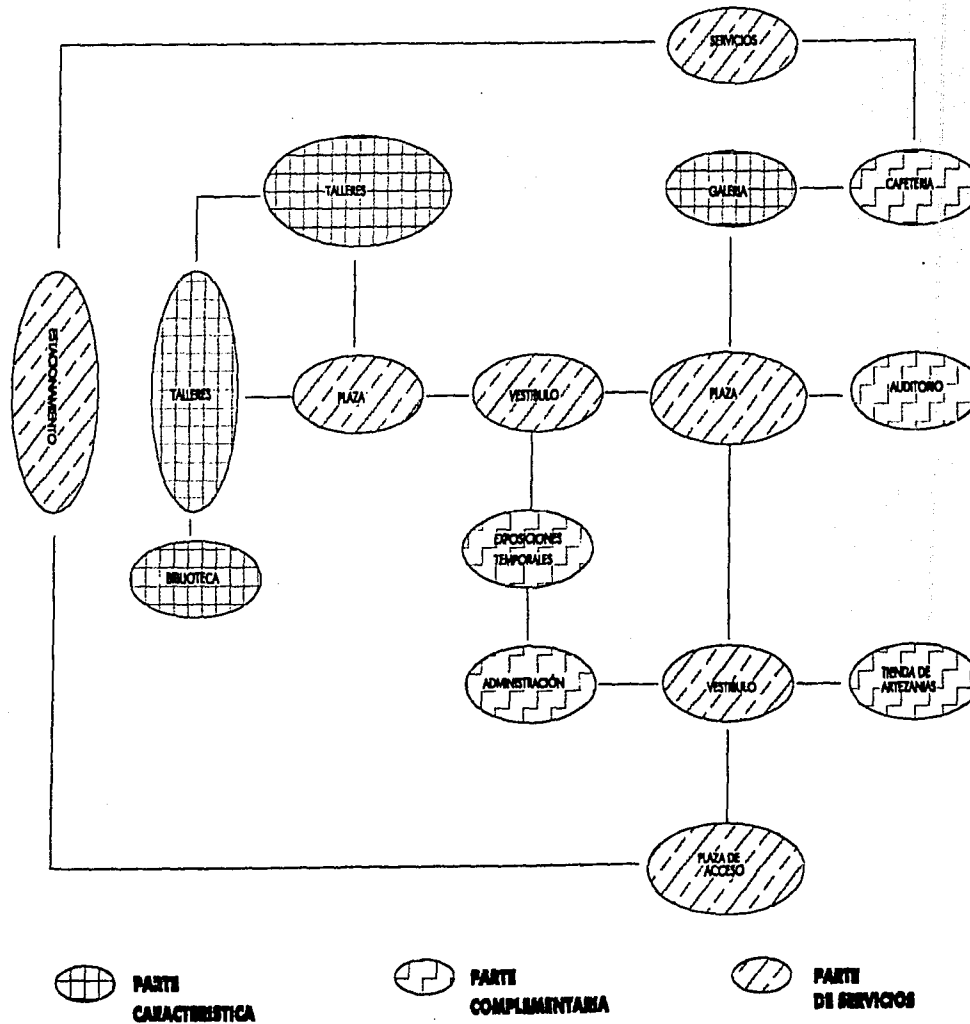 SERVICIOS
TALLERES
GALERIA
CAFETERIA
ESTACIONAMIENTO
TALLERES
PLAZA
VESTIBULO
PLAZA
AUDITORIO
EXPOSICIONES
TEMPORALES
BIBLIOTECA
ADMINISTRACIÓN
VESTIBULO
TIENDA DE
ARTEZANIAS
PLAZA DE
ACCESO
PARTE
CARACTERISTICA
PARTE
COMPLEMENTARIA
PARTE
DE SERVICIOS